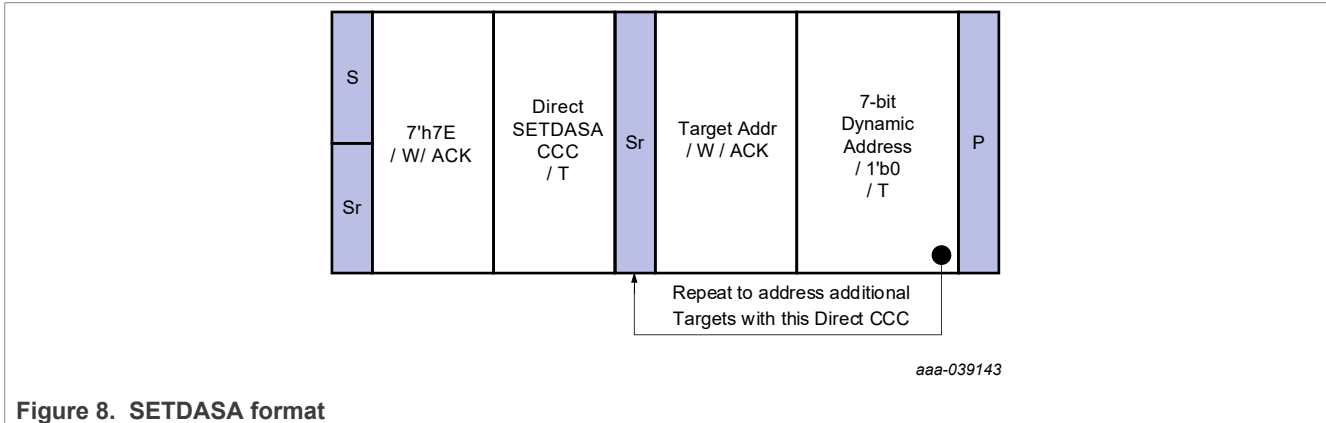 S
Sr
7'h7E
/ W/ ACK
Direct
SETDASA
CCC
/ T
Sr
Target Addr
/ W / ACK
7-bit
Dynamic
Address
/ 1'b0
/ T
P
Repeat to address additional
Targets with this Direct CCC
aaa-039143
Figure 8. SETDASA format